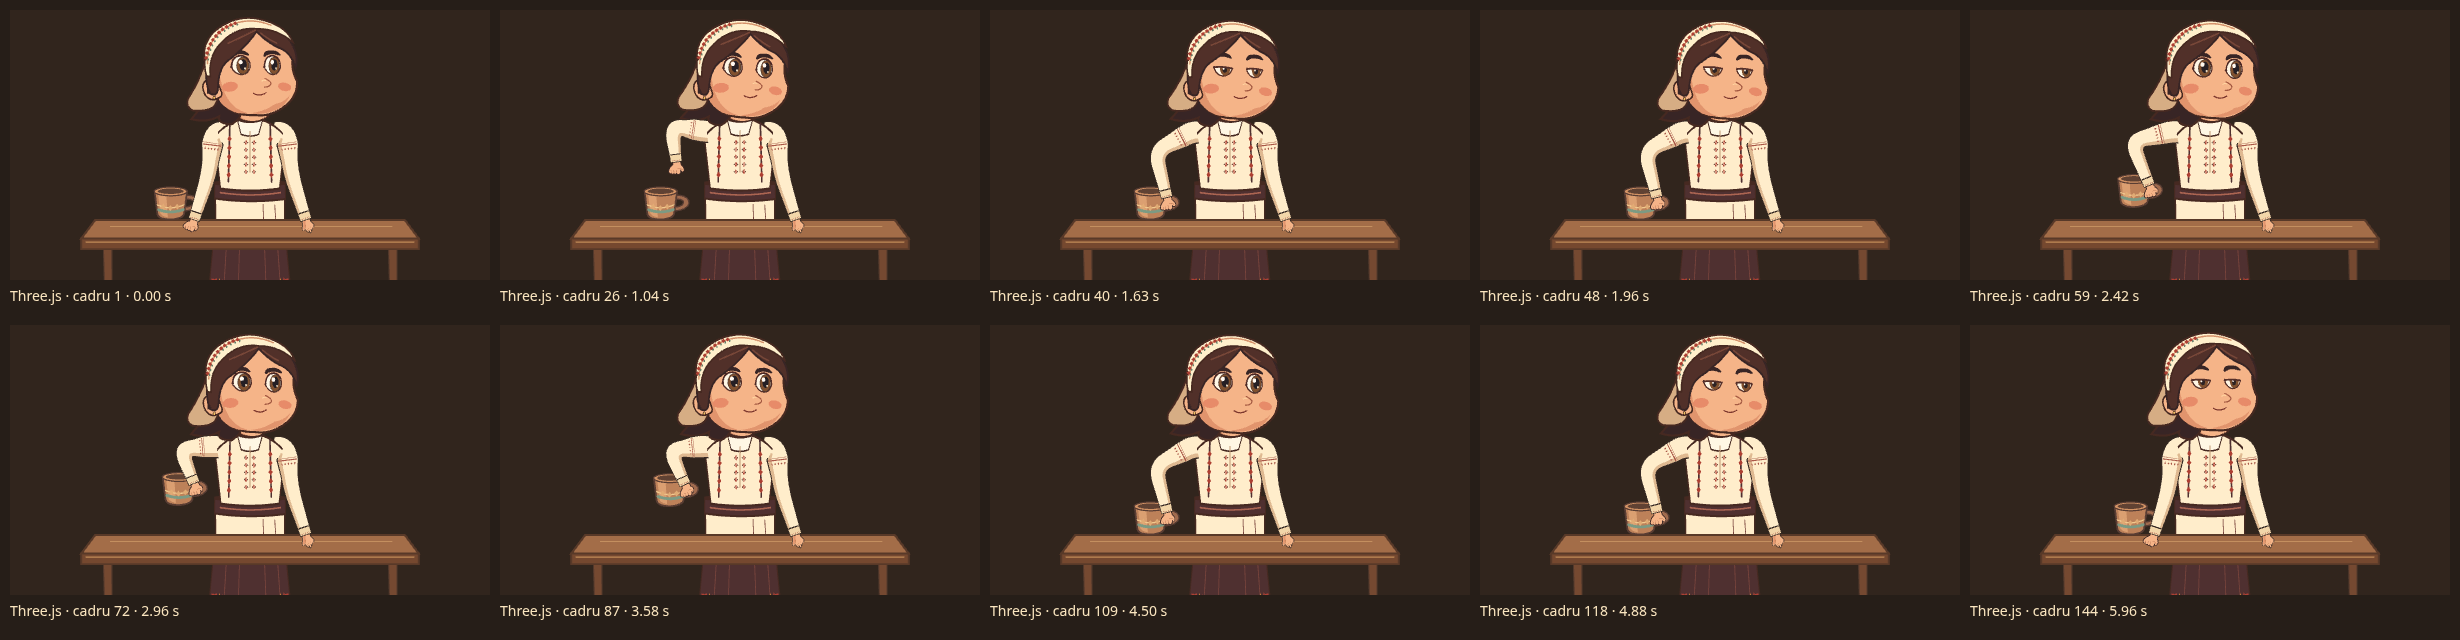 Three.js · cadru 1 · 0.00 s
Three.js · cadru 26 · 1.04 s
Three.js · cadru 40 · 1.63 s
Three.js · cadru 48 · 1.96 s
Three.js · cadru 59 · 2.42 s
Three.js · cadru 72 · 2.96 s
Three.js · cadru 87 · 3.58 s
Three.js · cadru 109 · 4.50 s
Three.js · cadru 118 · 4.88 s
Three.js · cadru 144 · 5.96 s